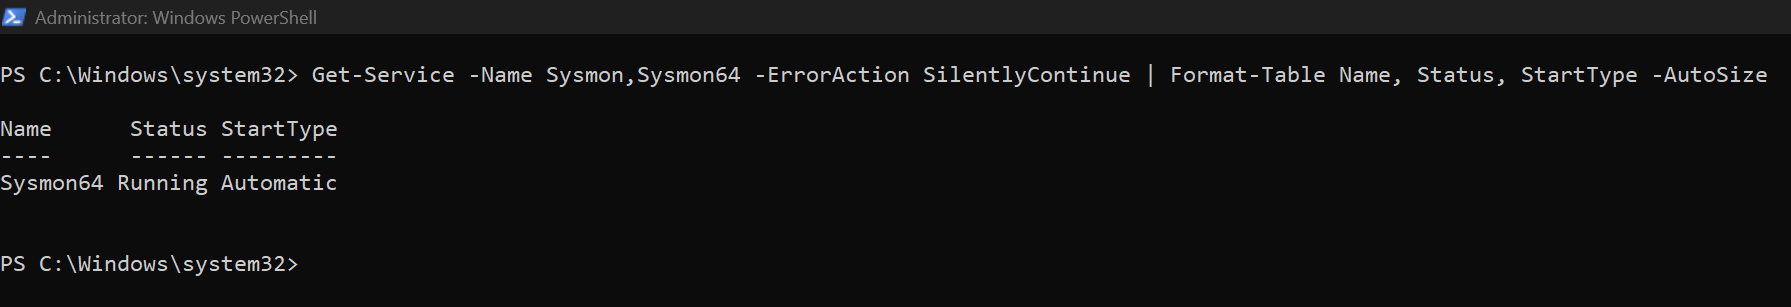 Administrator: Windows PowerShell
PS C:\Windows\system32> Get-Service -Name Sysmon,Sysmon64 -ErrorAction SilentlyContinue | Format-Table Name, Status, StartType -AutoSize
Name      Status StartType
----      ------ ---------
Sysmon64 Running Automatic
PS C:\Windows\system32>